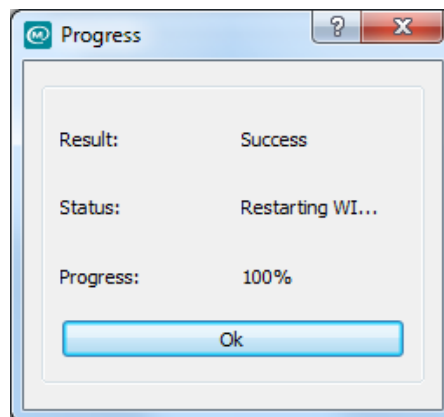 Progress
Result: Success
Status: Restarting WI...
Progress: 100%
Ok